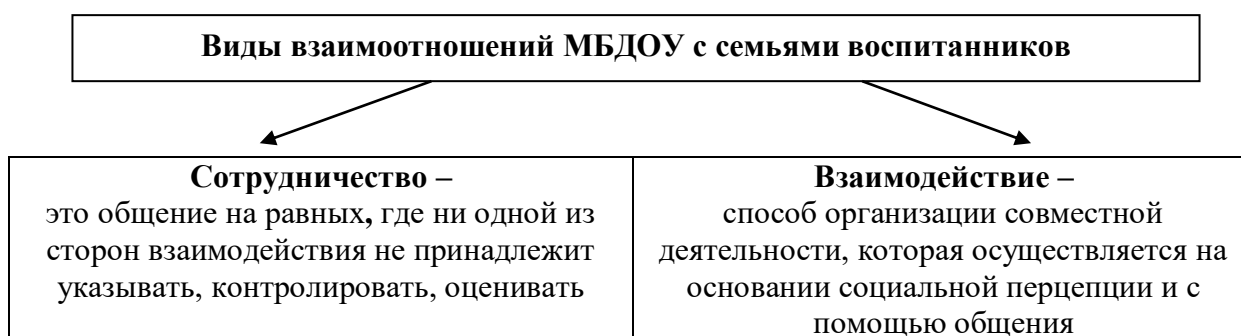 Виды взаимоотношений МБДОУ с семьями воспитанников
Сотрудничество –
это общение на равных, где ни одной из
сторон взаимодействия не принадлежит
указывать, контролировать, оценивать
Взаимодействие –
способ организации совместной
деятельности, которая осуществляется на
основании социальной перцепции и с
помощью общения